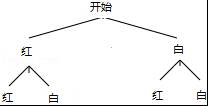 开始
红 白
红 白 红 白